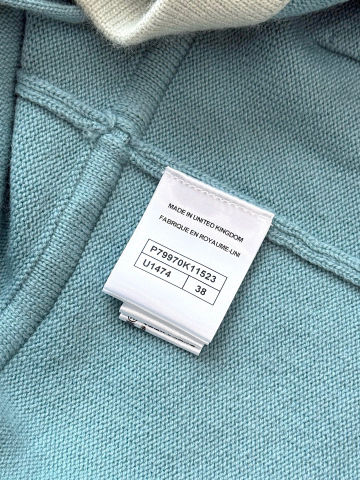 MADE IN UNITED KINGDOM
FABRIQUE EN ROYAUME-UNI
P79970K11523
U1474 38